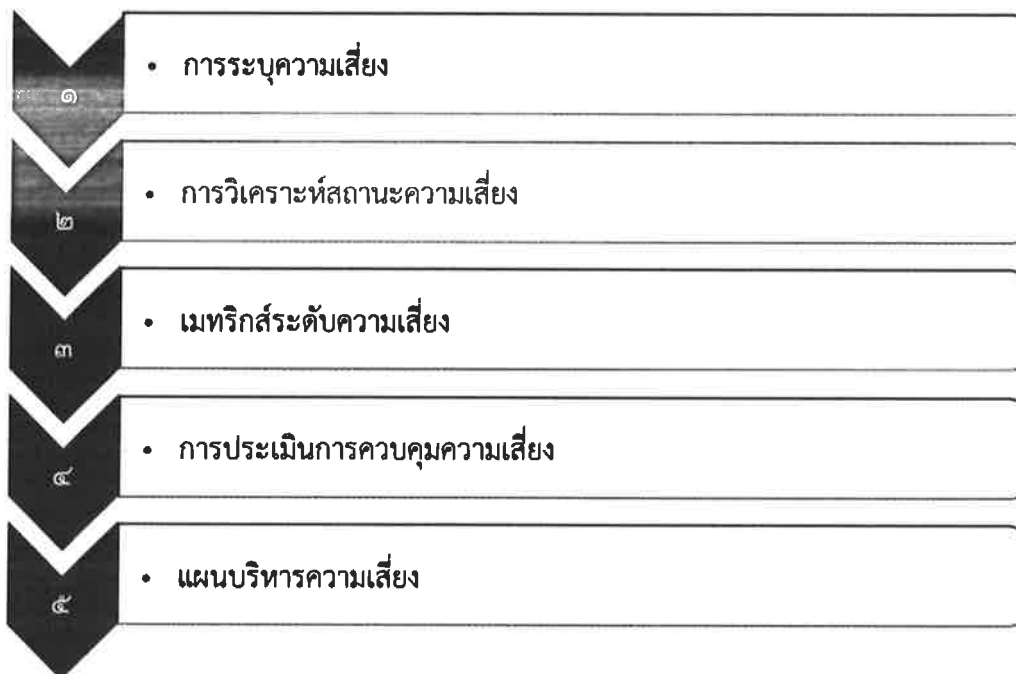 ๑
• การระบุความเสี่ยง
๒
• การวิเคราะห์สถานะความเสี่ยง
๓
• เมทริกส์ระดับความเสี่ยง
๔
• การประเมินการควบคุมความเสี่ยง
๕
• แผนบริหารความเสี่ยง